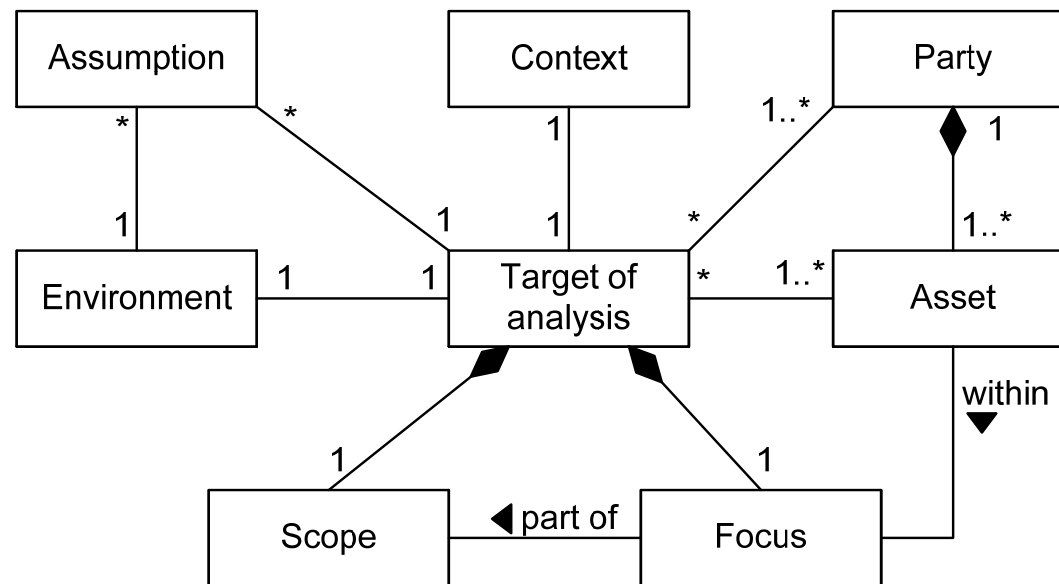 Assumption
Context
Party
*
*
1
1..*
1
1
1
1
*
1..*
Environment
1
1
Target of
analysis
*
1..*
Asset
within
1
1
Scope
part of
Focus